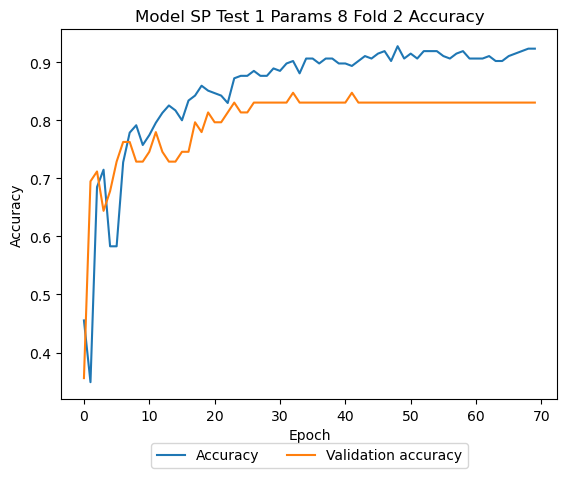 Model SP Test 1 Params 8 Fold 2 Accuracy
0.9
0.8
0.7
0.6
0.5
0.4
Accuracy
0 10 20 30 40 50 60 70
Epoch
Accuracy Validation accuracy